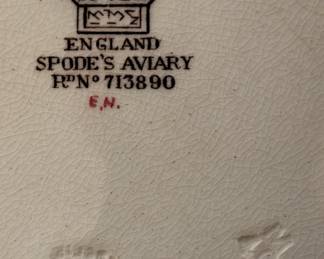 ENGLAND
SPODE'S AVIARY
RD No 713890
E.N.